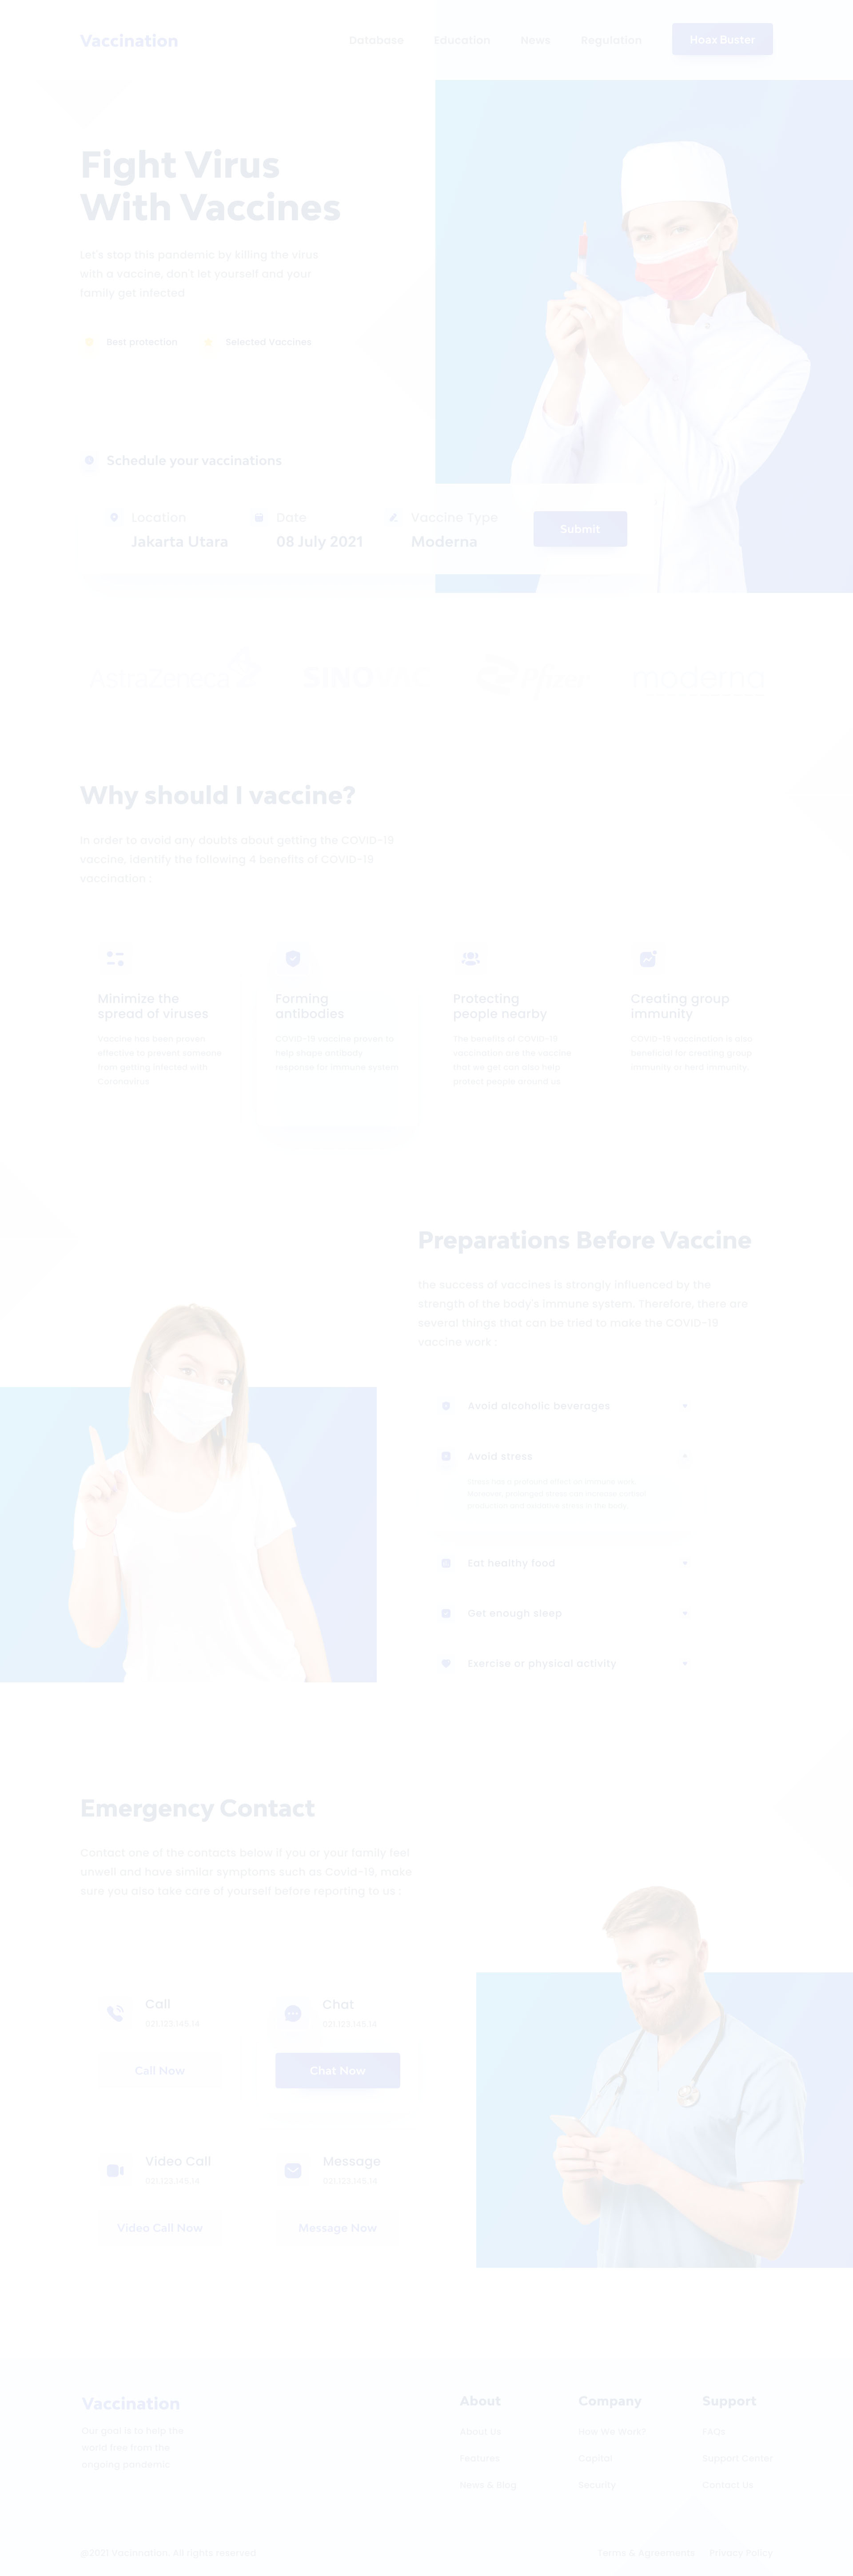 Vaccination
Database Education News Regulation Hoax Buster
Fight Virus
With Vaccines
Let's stop this pandemic by killing the virus
with a vaccine, don't let yourself and your
family get infected
Best protection Selected Vaccines
Schedule your vaccinations
Location Date Vaccine Type
Jakarta Utara 08 July 2021 Moderna
Submit
AstraZeneca SINOVAC Pfizer moderna
Why should I vaccine?
In order to avoid any doubts about getting the COVID-19
vaccine, identify the following 4 benefits of COVID-19
vaccination :
Minimize the
spread of viruses
Vaccine has been proven
effective to prevent someone
from getting infected with
Coronavirus
Forming
antibodies
COVID-19 vaccine proven to
help shape antibody
response for immune system
Protecting
people nearby
The benefits of COVID-19
vaccination are the vaccine
that we get can also help
protect people around us
Creating group
immunity
COVID-19 vaccination is also
beneficial for creating group
immunity or herd immunity.
Preparations Before Vaccine
the success of vaccines is strongly influenced by the
strength of the body's immune system. Therefore, there are
several things that can be tried to make the COVID-19
vaccine work :
Avoid alcoholic beverages
Avoid stress
Eat healthy food
Get enough sleep
Exercise or physical activity
Emergency Contact
Contact one of the contacts below if you or your family feel
unwell and have similar symptoms such as Covid-19. make
sure you also take care of yourself before reporting to us :
Call
021.123.145.14
Call Now
Chat
021.123.145.14
Chat Now
Video Call
021.123.145.14
Video Call Now
Message
021.123.145.14
Message Now
Vaccination
Our goal is to help the
world free from the
ongoing pandemic
About
About Us
Features
News & Blog
Company
How We Work?
Capital
Security
Support
FAQs
Support Center
Contact Us
@2021 Vaccination. All rights reserved
Terms & Agreements Privacy Policy